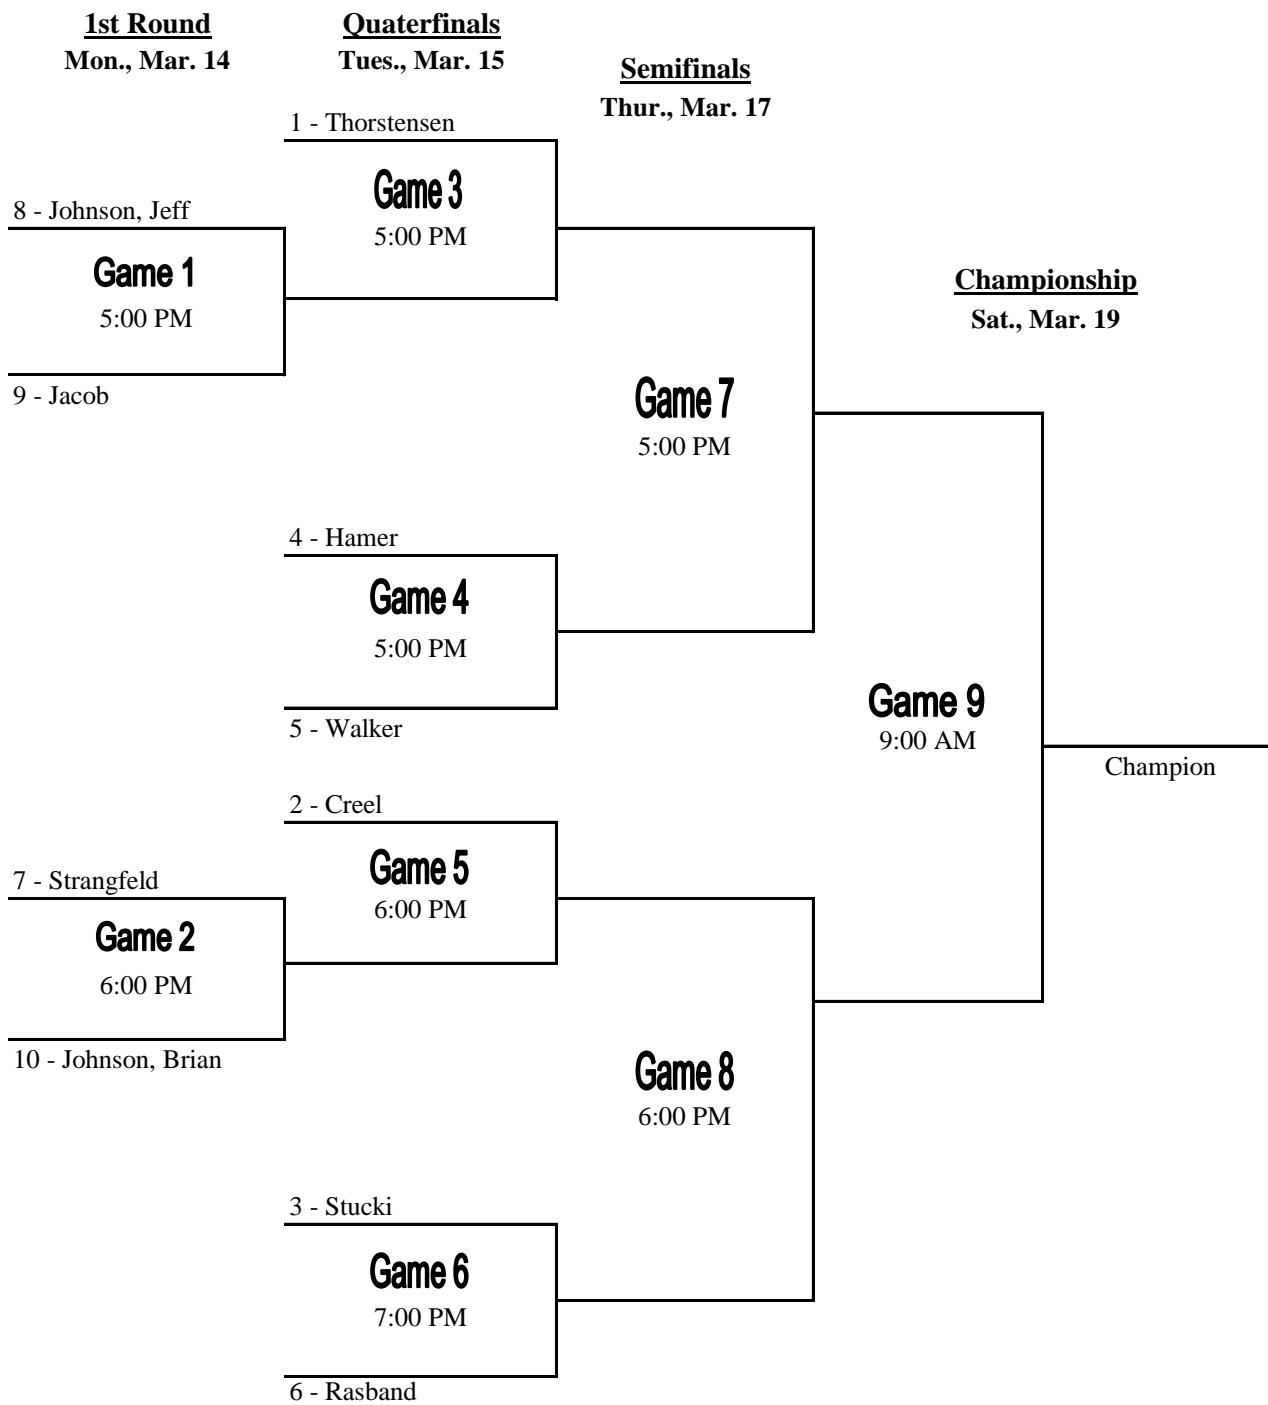 1st Round
Mon., Mar. 14
Quaterfinals
Tues., Mar. 15
Semifinals
Thur., Mar. 17
Championship
Sat., Mar. 19
1 - Thorstensen
Game 3
5:00 PM
8 - Johnson, Jeff
Game 1
5:00 PM
9 - Jacob
Game 7
5:00 PM
4 - Hamer
Game 4
5:00 PM
5 - Walker
Game 9
9:00 AM
Champion
2 - Creel
Game 5
6:00 PM
7 - Strangfeld
Game 2
6:00 PM
10 - Johnson, Brian
Game 8
6:00 PM
3 - Stucki
Game 6
7:00 PM
6 - Rasband